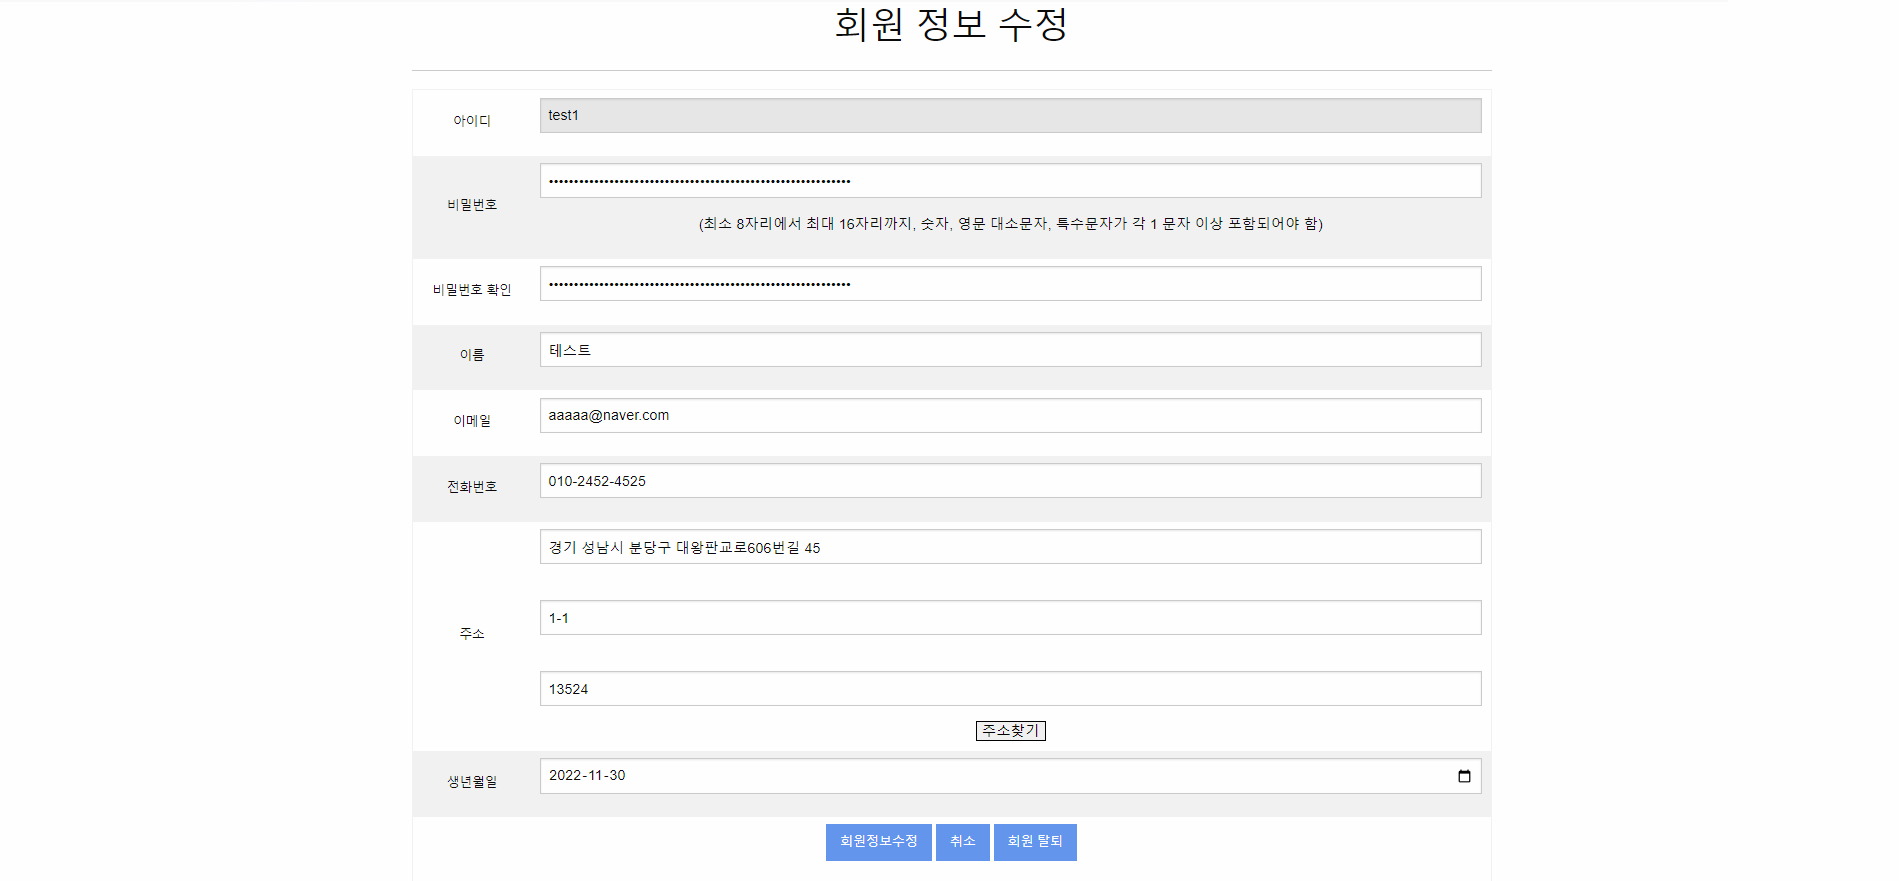 회원 정보 수정
아이디
test1
비밀번호
••••••••••••••••••••••••••••••••••••••••••••••••••••••••••••
(최소 8자리에서 최대 16자리까지, 숫자, 영문 대소문자, 특수문자가 각 1 문자 이상 포함되어야 함)
비밀번호 확인
••••••••••••••••••••••••••••••••••••••••••••••••••••••••••••
이름
테스트
이메일
aaaaa@naver.com
전화번호
010-2452-4525
경기 성남시 분당구 대왕판교로606번길 45
주소
1-1
13524
주소찾기
생년월일
2022-11-30
회원정보수정 취소 회원 탈퇴